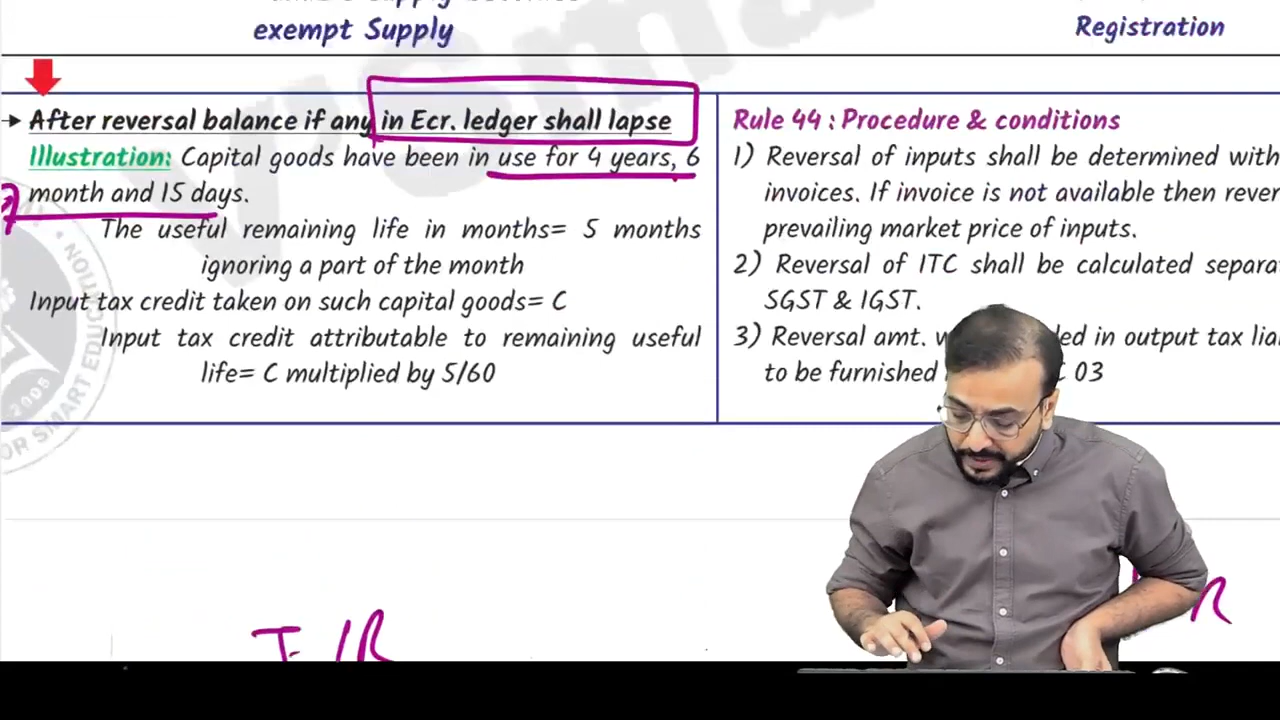 exempt Supply
Registration
→ After reversal balance if any in Ecr. ledger shall lapse
Illustration: Capital goods have been in use for 4 years, 6
month and 15 days.
The useful remaining life in months= 5 months
ignoring a part of the month
Input tax credit taken on such capital goods= C
Input tax credit attributable to remaining useful
life= C multiplied by 5/60
Rule 44 : Procedure & conditions
1) Reversal of inputs shall be determined with
invoices. If invoice is not available then rever
prevailing market price of inputs.
2) Reversal of ITC shall be calculated separa
SGST & IGST.
3) Reversal amt. ded in output tax lia
to be furnished C 03